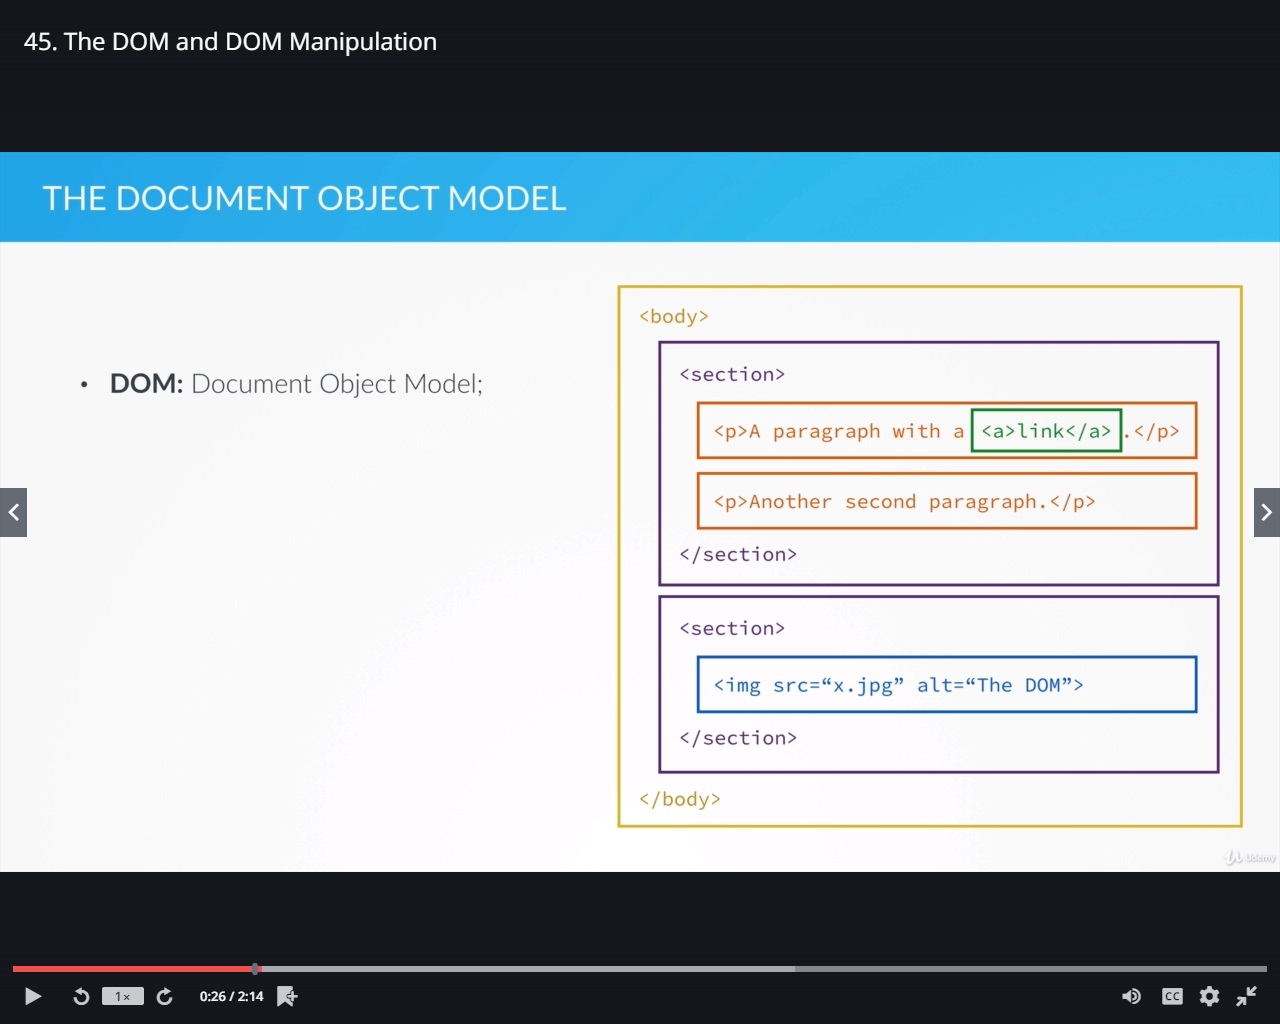 45. The DOM and DOM Manipulation
THE DOCUMENT OBJECT MODEL
• DOM: Document Object Model;
<body>
<section>
<p>A paragraph with a <a>link</a>.</p>
<p>Another second paragraph.</p>
</section>
<section>
<img src=“x.jpg” alt=“The DOM”>
</section>
</body>
Udemy
1x
0:26 / 2:14
CC